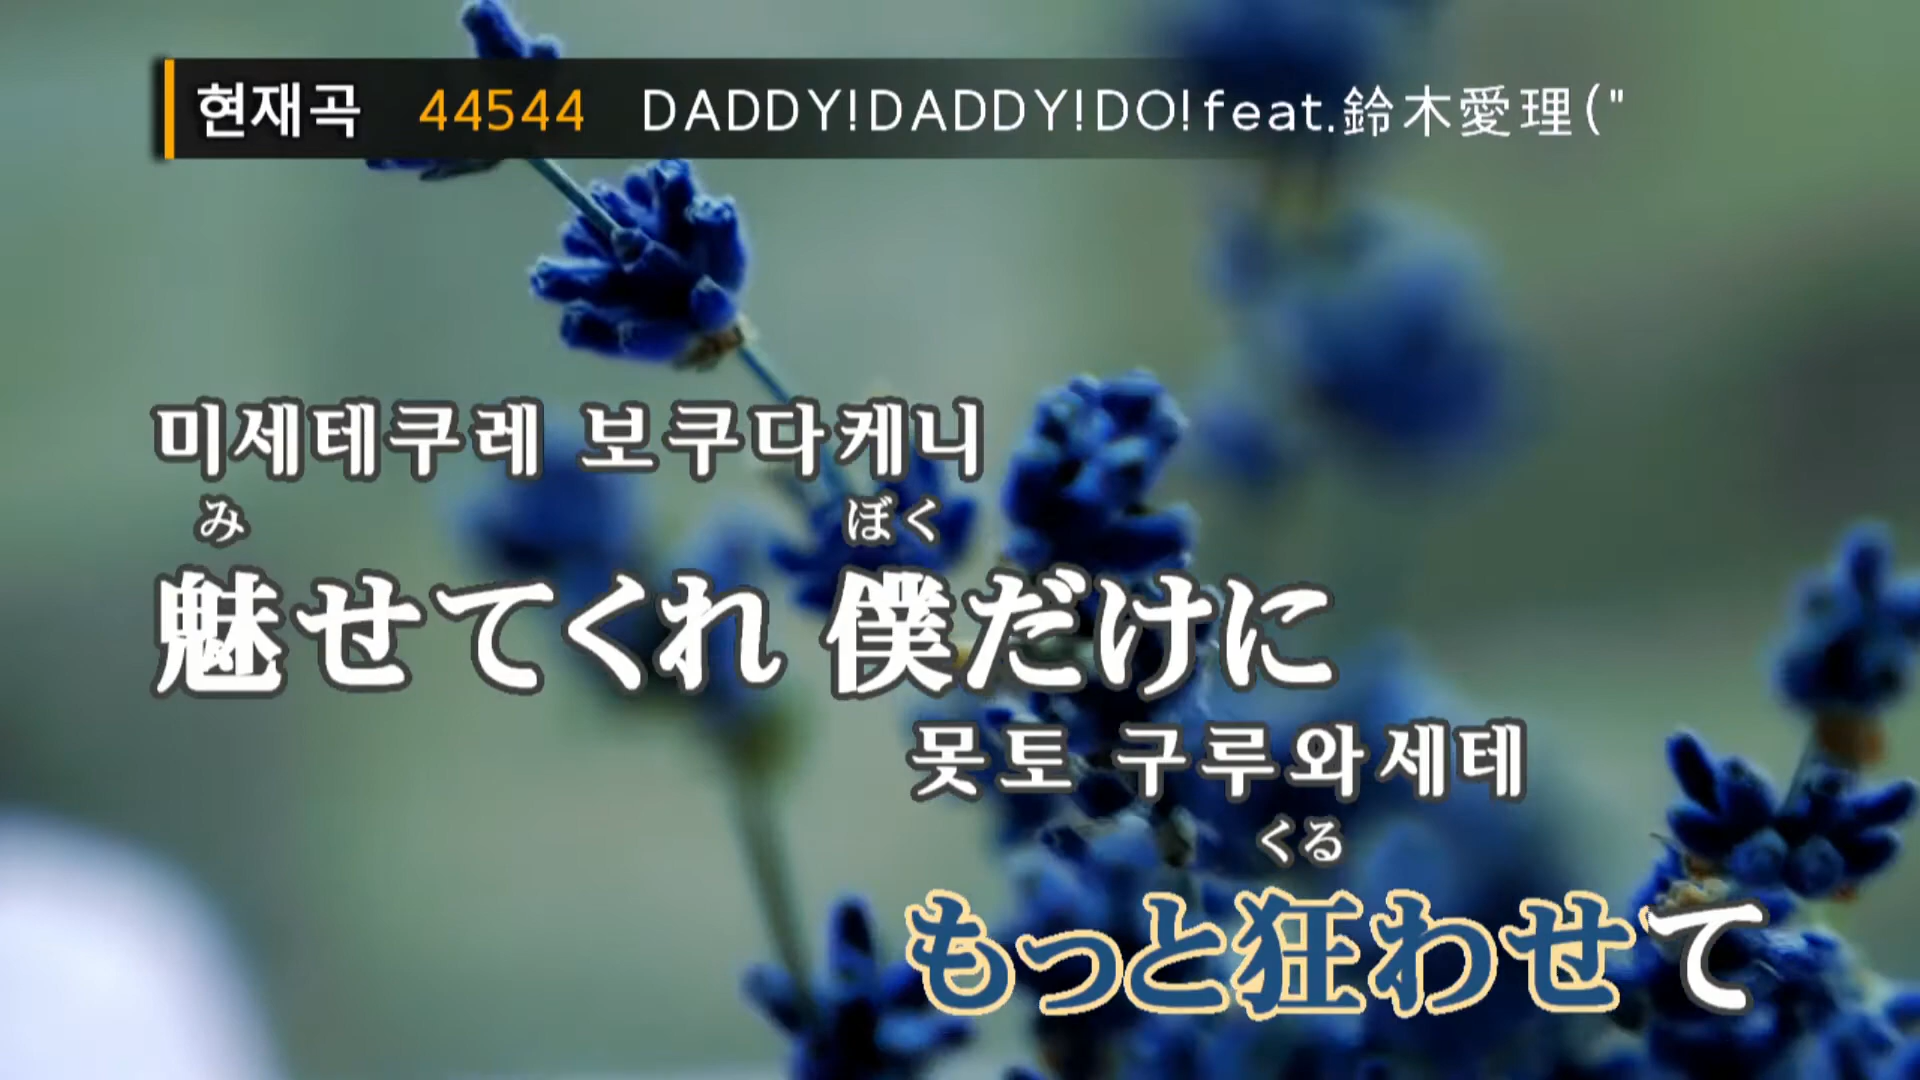 현재곡 44544 DADDY!DADDY!DO!feat.鈴木愛理("
미세테쿠레 보쿠다케니
み ぼく
魅せてくれ 僕だけに
못토 구루와세테
くる
もっと狂わせて